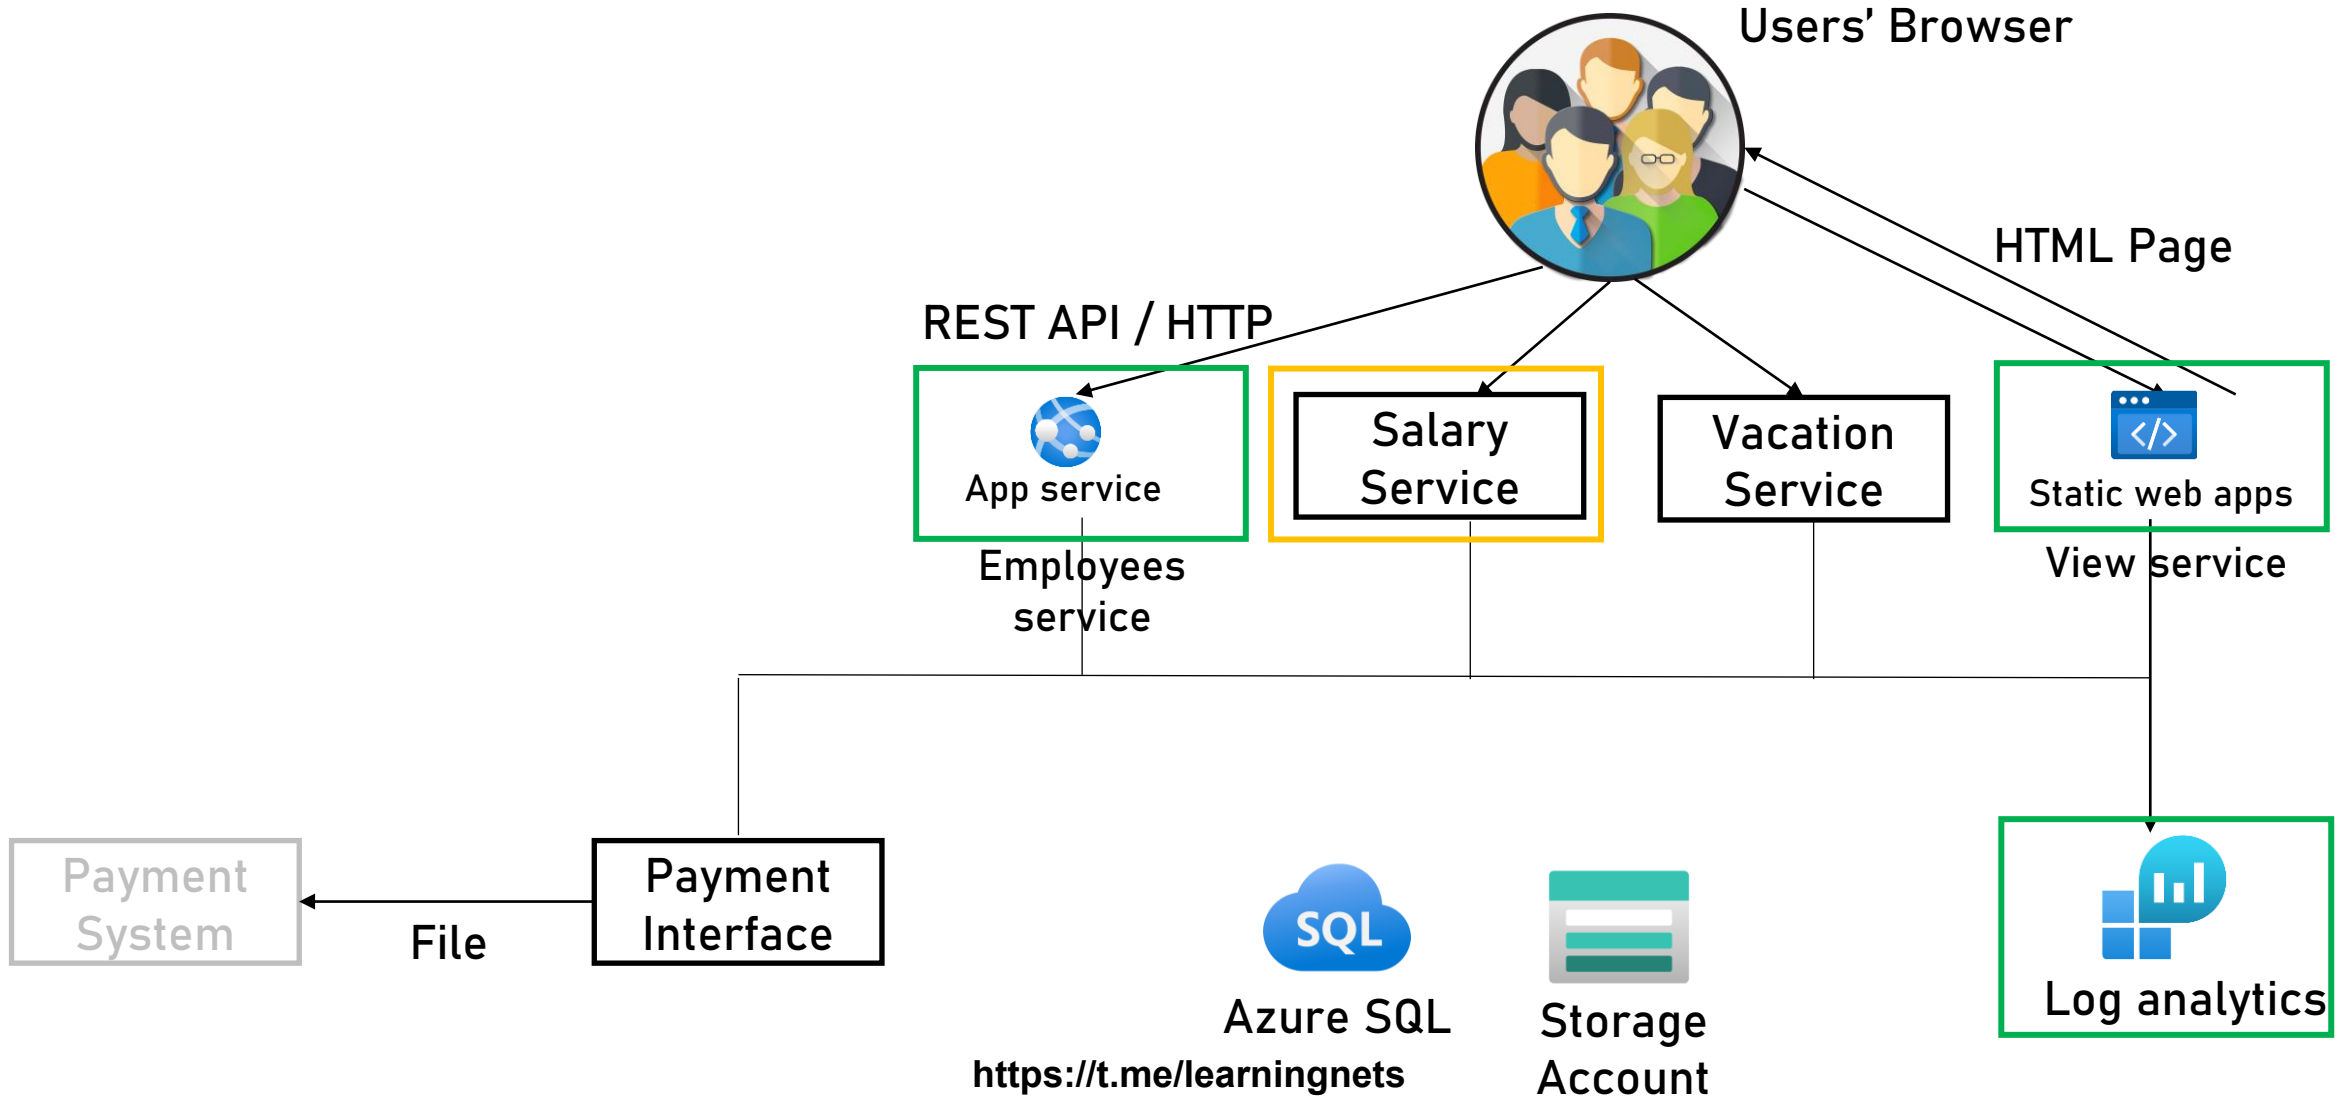 Users’ Browser
HTML Page
REST API / HTTP
App service
Employees
service
Salary
Service
Vacation
Service
Static web apps
View service
Payment
System
File
Payment
Interface
SQL
Azure SQL
Storage
Account
Log analytics
https://t.me/learningnets